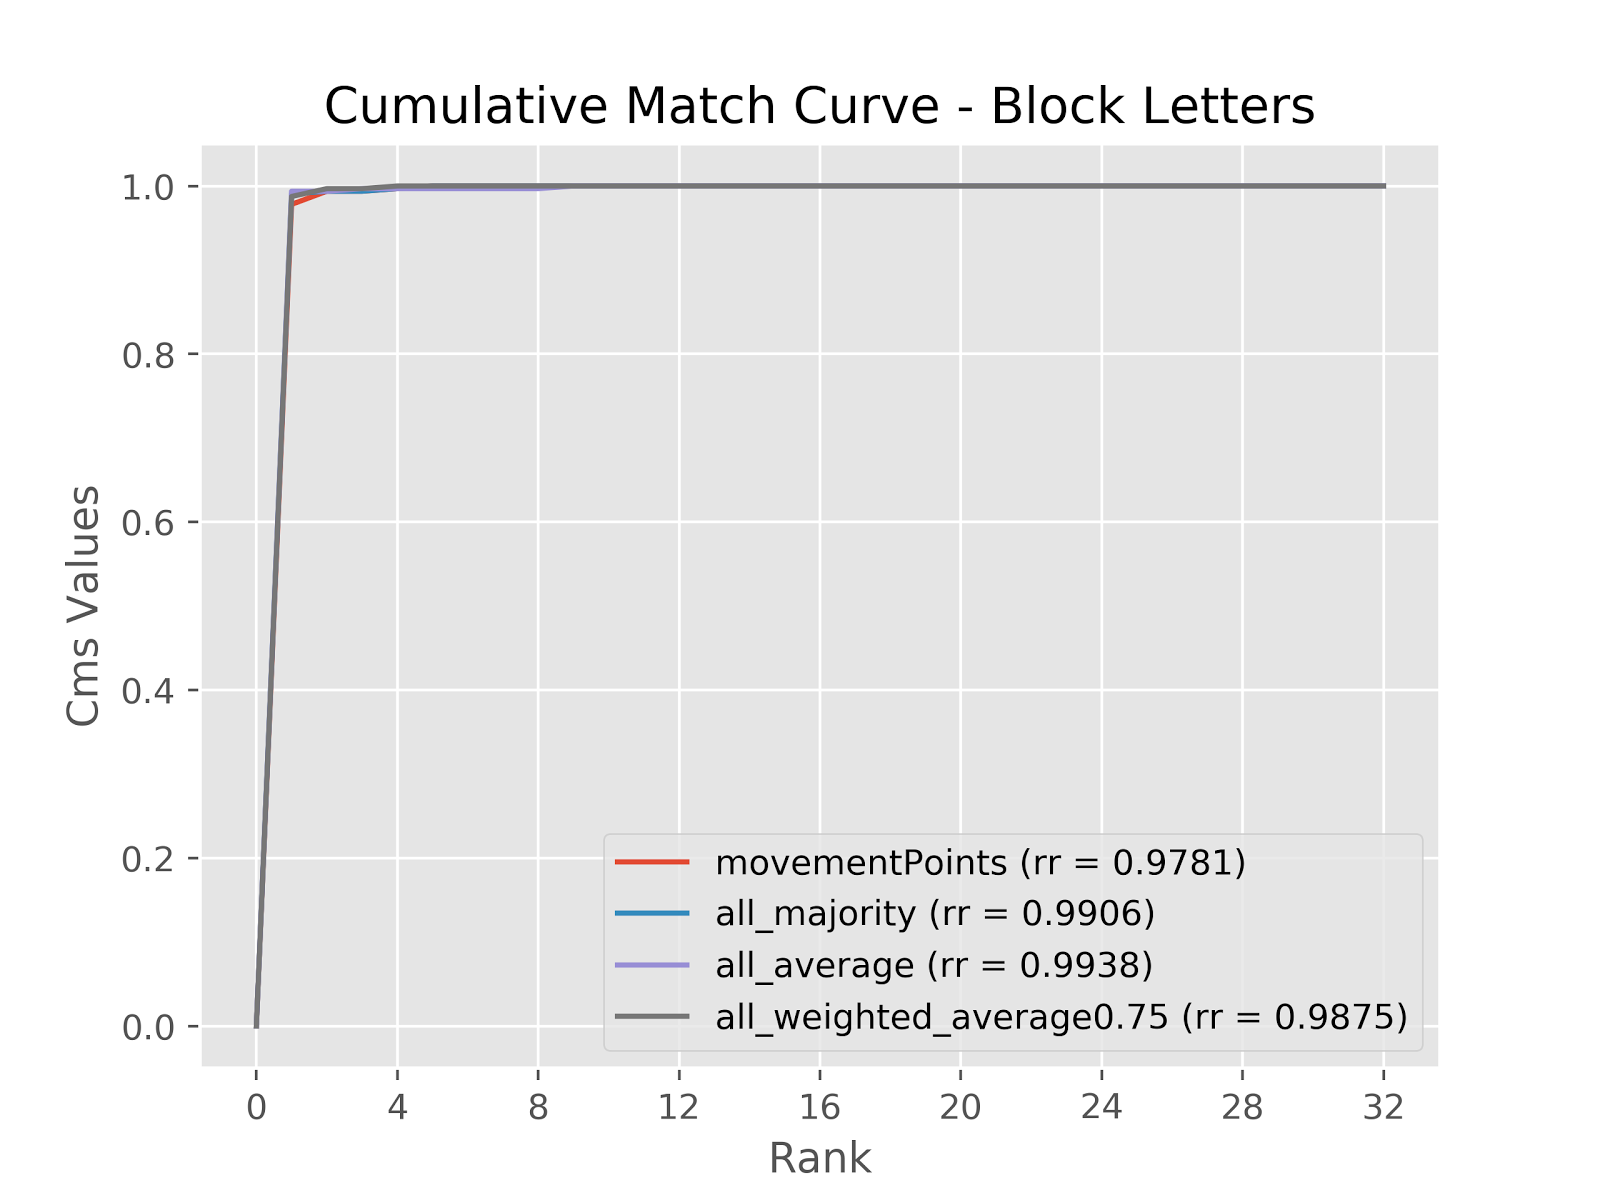 Cumulative Match Curve - Block Letters
1.0
0.8
0.6
0.4
0.2
0.0
Cms Values
movementPoints (rr = 0.9781)
all_majority (rr = 0.9906)
all_average (rr = 0.9938)
all_weighted_average0.75 (rr = 0.9875)
0 4 8 12 16 20 24 28 32
Rank